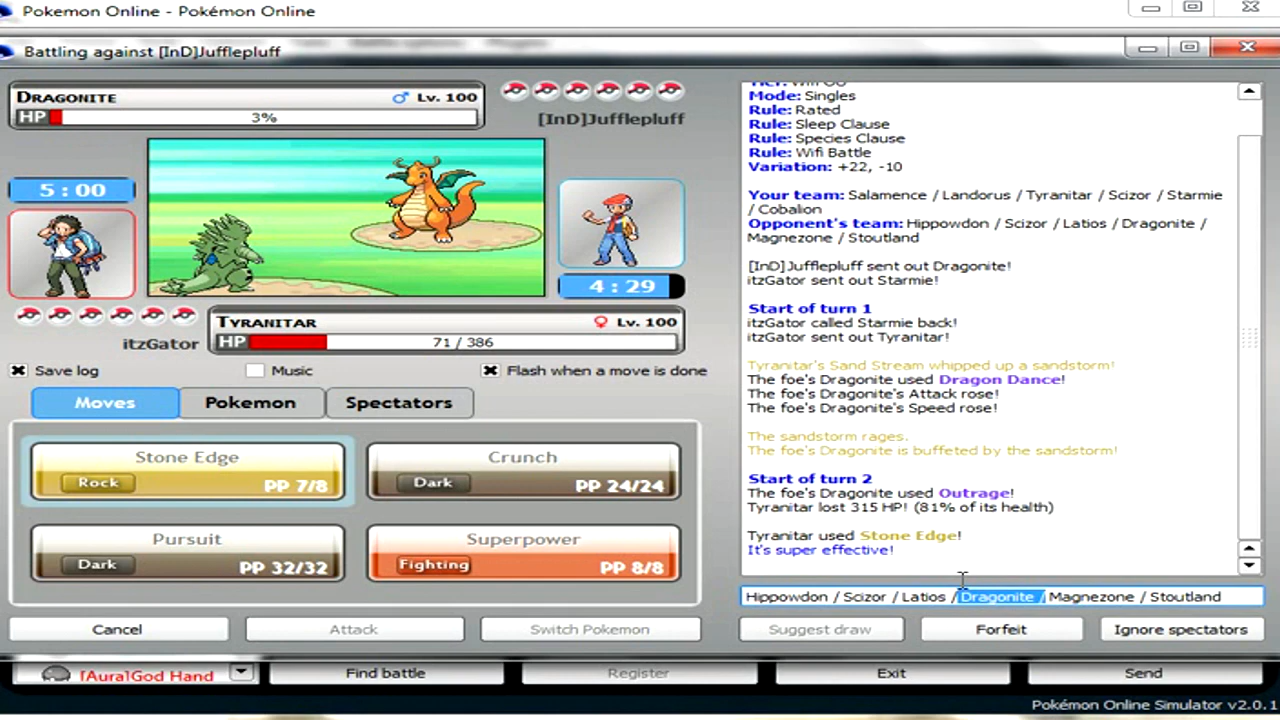 Pokemon Online - Pokémon Online
Battling against [InD]Jufflepluff
DRAGONITE ♂ Lv. 100
HP 3%
[InD]Jufflepluff
5:00
4:29
TYRANITAR ♀ Lv. 100
HP 71 / 386
itzGator
Save log
Music
Flash when a move is done
Moves
Pokemon
Spectators
Stone Edge
Rock PP 7/8
Crunch
Dark PP 24/24
Pursuit
Dark PP 32/32
Superpower
Fighting PP 8/8
Cancel
Attack
Switch Pokemon
Mode: Singles
Rule: Rated
Rule: Sleep Clause
Rule: Species Clause
Rule: Wifi Battle
Variation: +22, -10
Your team: Salamence / Landorus / Tyranitar / Scizor / Starmie
/ Cobalion
Opponent's team: Hippowdon / Scizor / Latios / Dragonite /
Magnezone / Stoutland
[InD]Jufflepluff sent out Dragonite!
itzGator sent out Starmie!
Start of turn 1
itzGator called Starmie back!
itzGator sent out Tyranitar!
Tyranitar's Sand Stream whipped up a sandstorm!
The foe's Dragonite used Dragon Dance!
The foe's Dragonite's Attack rose!
The foe's Dragonite's Speed rose!
The sandstorm rages.
The foe's Dragonite is buffeted by the sandstorm!
Start of turn 2
The foe's Dragonite used Outrage!
Tyranitar lost 315 HP! (81% of its health)
Tyranitar used Stone Edge!
It's super effective!
Hippowdon / Scizor / Latios / Dragonite / Magnezone / Stoutland
Suggest draw
Forfeit
Ignore spectators
[Aura]God Hand
Find battle
Register
Exit
Send
Pokémon Online Simulator v2.0.1